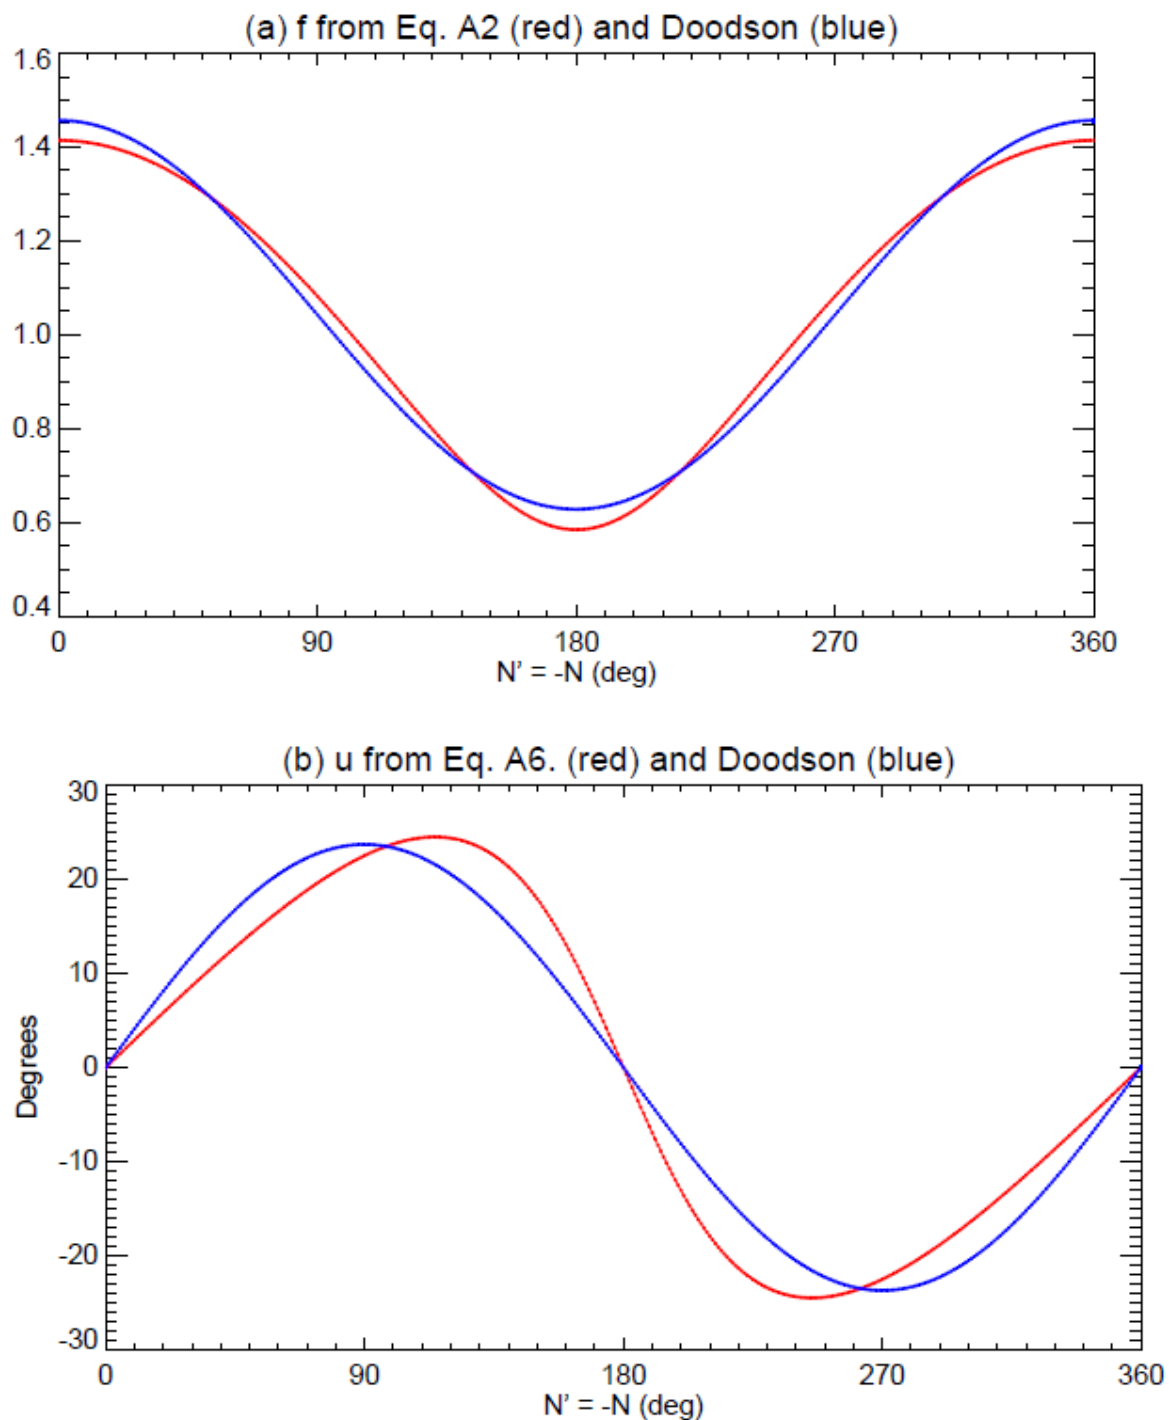 (a) f from Eq. A2 (red) and Doodson (blue)
1.6
1.4
1.2
1.0
0.8
0.6
0.4
0 90 180 270 360
N' = -N (deg)
(b) u from Eq. A6. (red) and Doodson (blue)
30
20
10
0
-10
-20
-30
Degrees
0 90 180 270 360
N' = -N (deg)